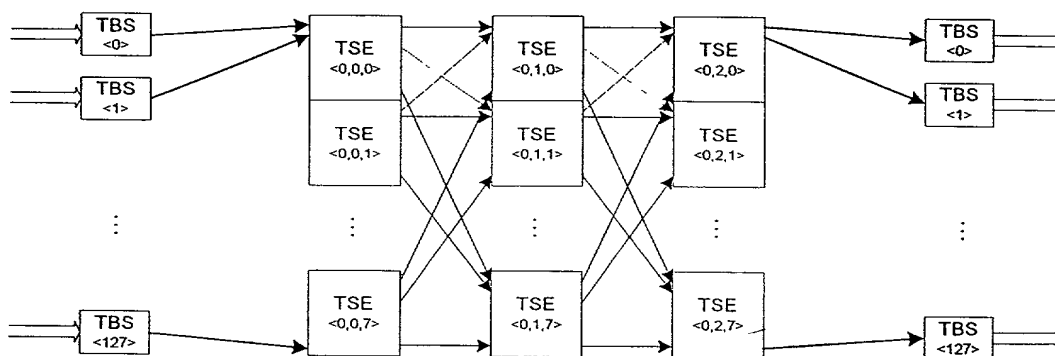 TBS
<0>
TBS
<1>
⋮
TBS
<127>
TSE
<0,0,0>
TSE
<0,0,1>
⋮
TSE
<0,0,7>
TSE
<0,1,0>
TSE
<0,1,1>
⋮
TSE
<0,1,7>
TSE
<0,2,0>
TSE
<0,2,1>
⋮
TSE
<0,2,7>
TBS
<0>
TBS
<1>
⋮
TBS
<127>